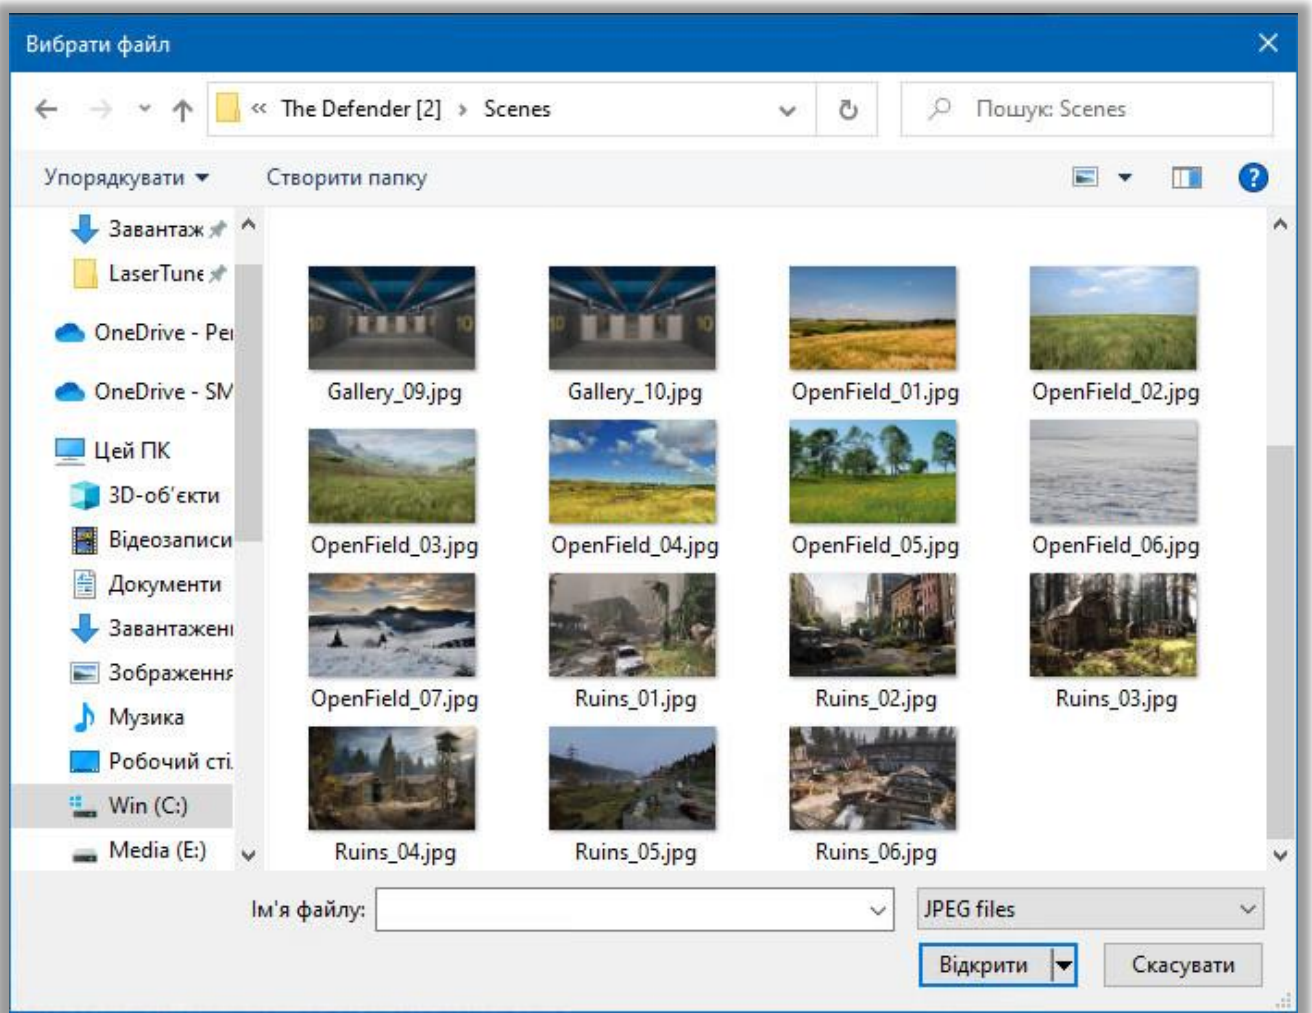 Вибрати файл
« The Defender [2] › Scenes
Пошук: Scenes
Упорядкувати
Створити папку
Завантаж
LaserTune
OneDrive - Per
OneDrive - SM
Цей ПК
3D-об'єкти
Відеозаписи
Документи
Завантажен
Зображення
Музика
Робочий сті
Win (C:)
Media (E:)
Gallery_09.jpg
Gallery_10.jpg
OpenField_01.jpg
OpenField_02.jpg
OpenField_03.jpg
OpenField_04.jpg
OpenField_05.jpg
OpenField_06.jpg
OpenField_07.jpg
Ruins_01.jpg
Ruins_02.jpg
Ruins_03.jpg
Ruins_04.jpg
Ruins_05.jpg
Ruins_06.jpg
Ім'я файлу:
JPEG files
Відкрити
Скасувати